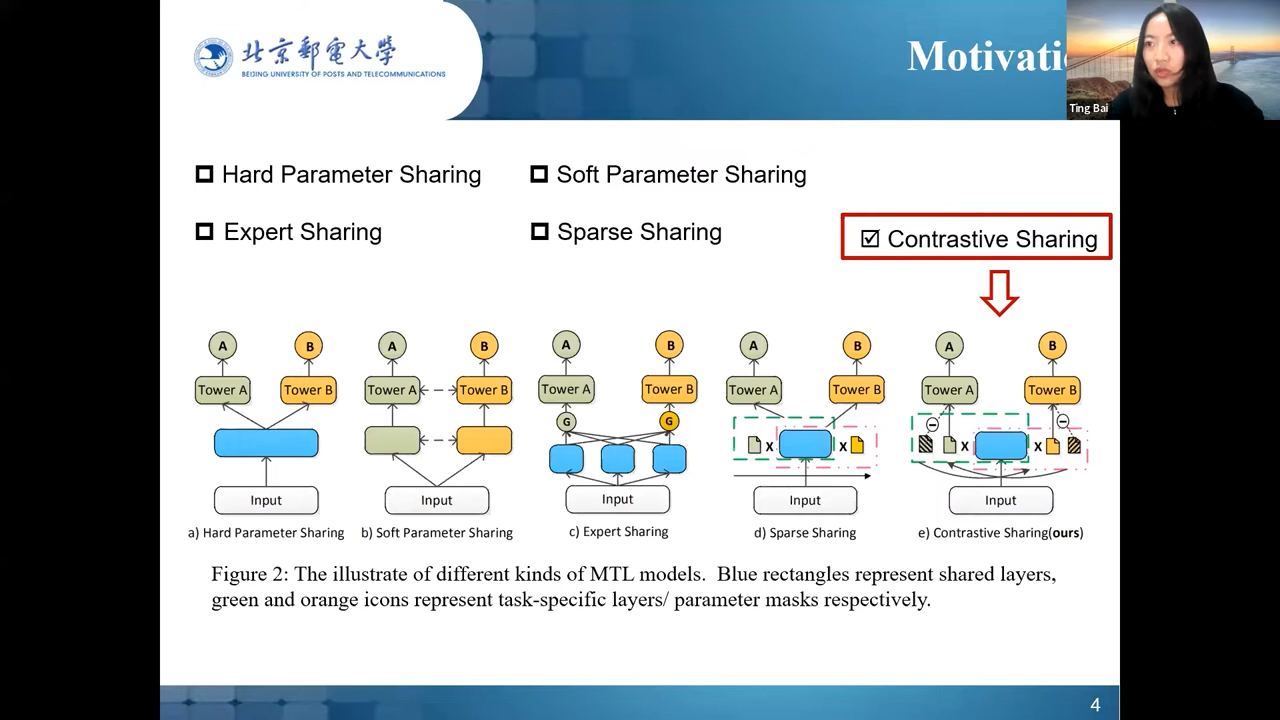 北京郵電大學
BEIJING UNIVERSITY OF POSTS AND TELECOMMUNICATIONS
Motivati
Ting Bai
Hard Parameter Sharing
Soft Parameter Sharing
Expert Sharing
Sparse Sharing
Contrastive Sharing
A B A B A B A B A B
Tower A Tower B Tower A Tower B Tower A Tower B Tower A Tower B Tower A Tower B
G G
X X X X
Input Input Input Input Input
a) Hard Parameter Sharing
b) Soft Parameter Sharing
c) Expert Sharing
d) Sparse Sharing
e) Contrastive Sharing(ours)
Figure 2: The illustrate of different kinds of MTL models. Blue rectangles represent shared layers,
green and orange icons represent task-specific layers/ parameter masks respectively.
4